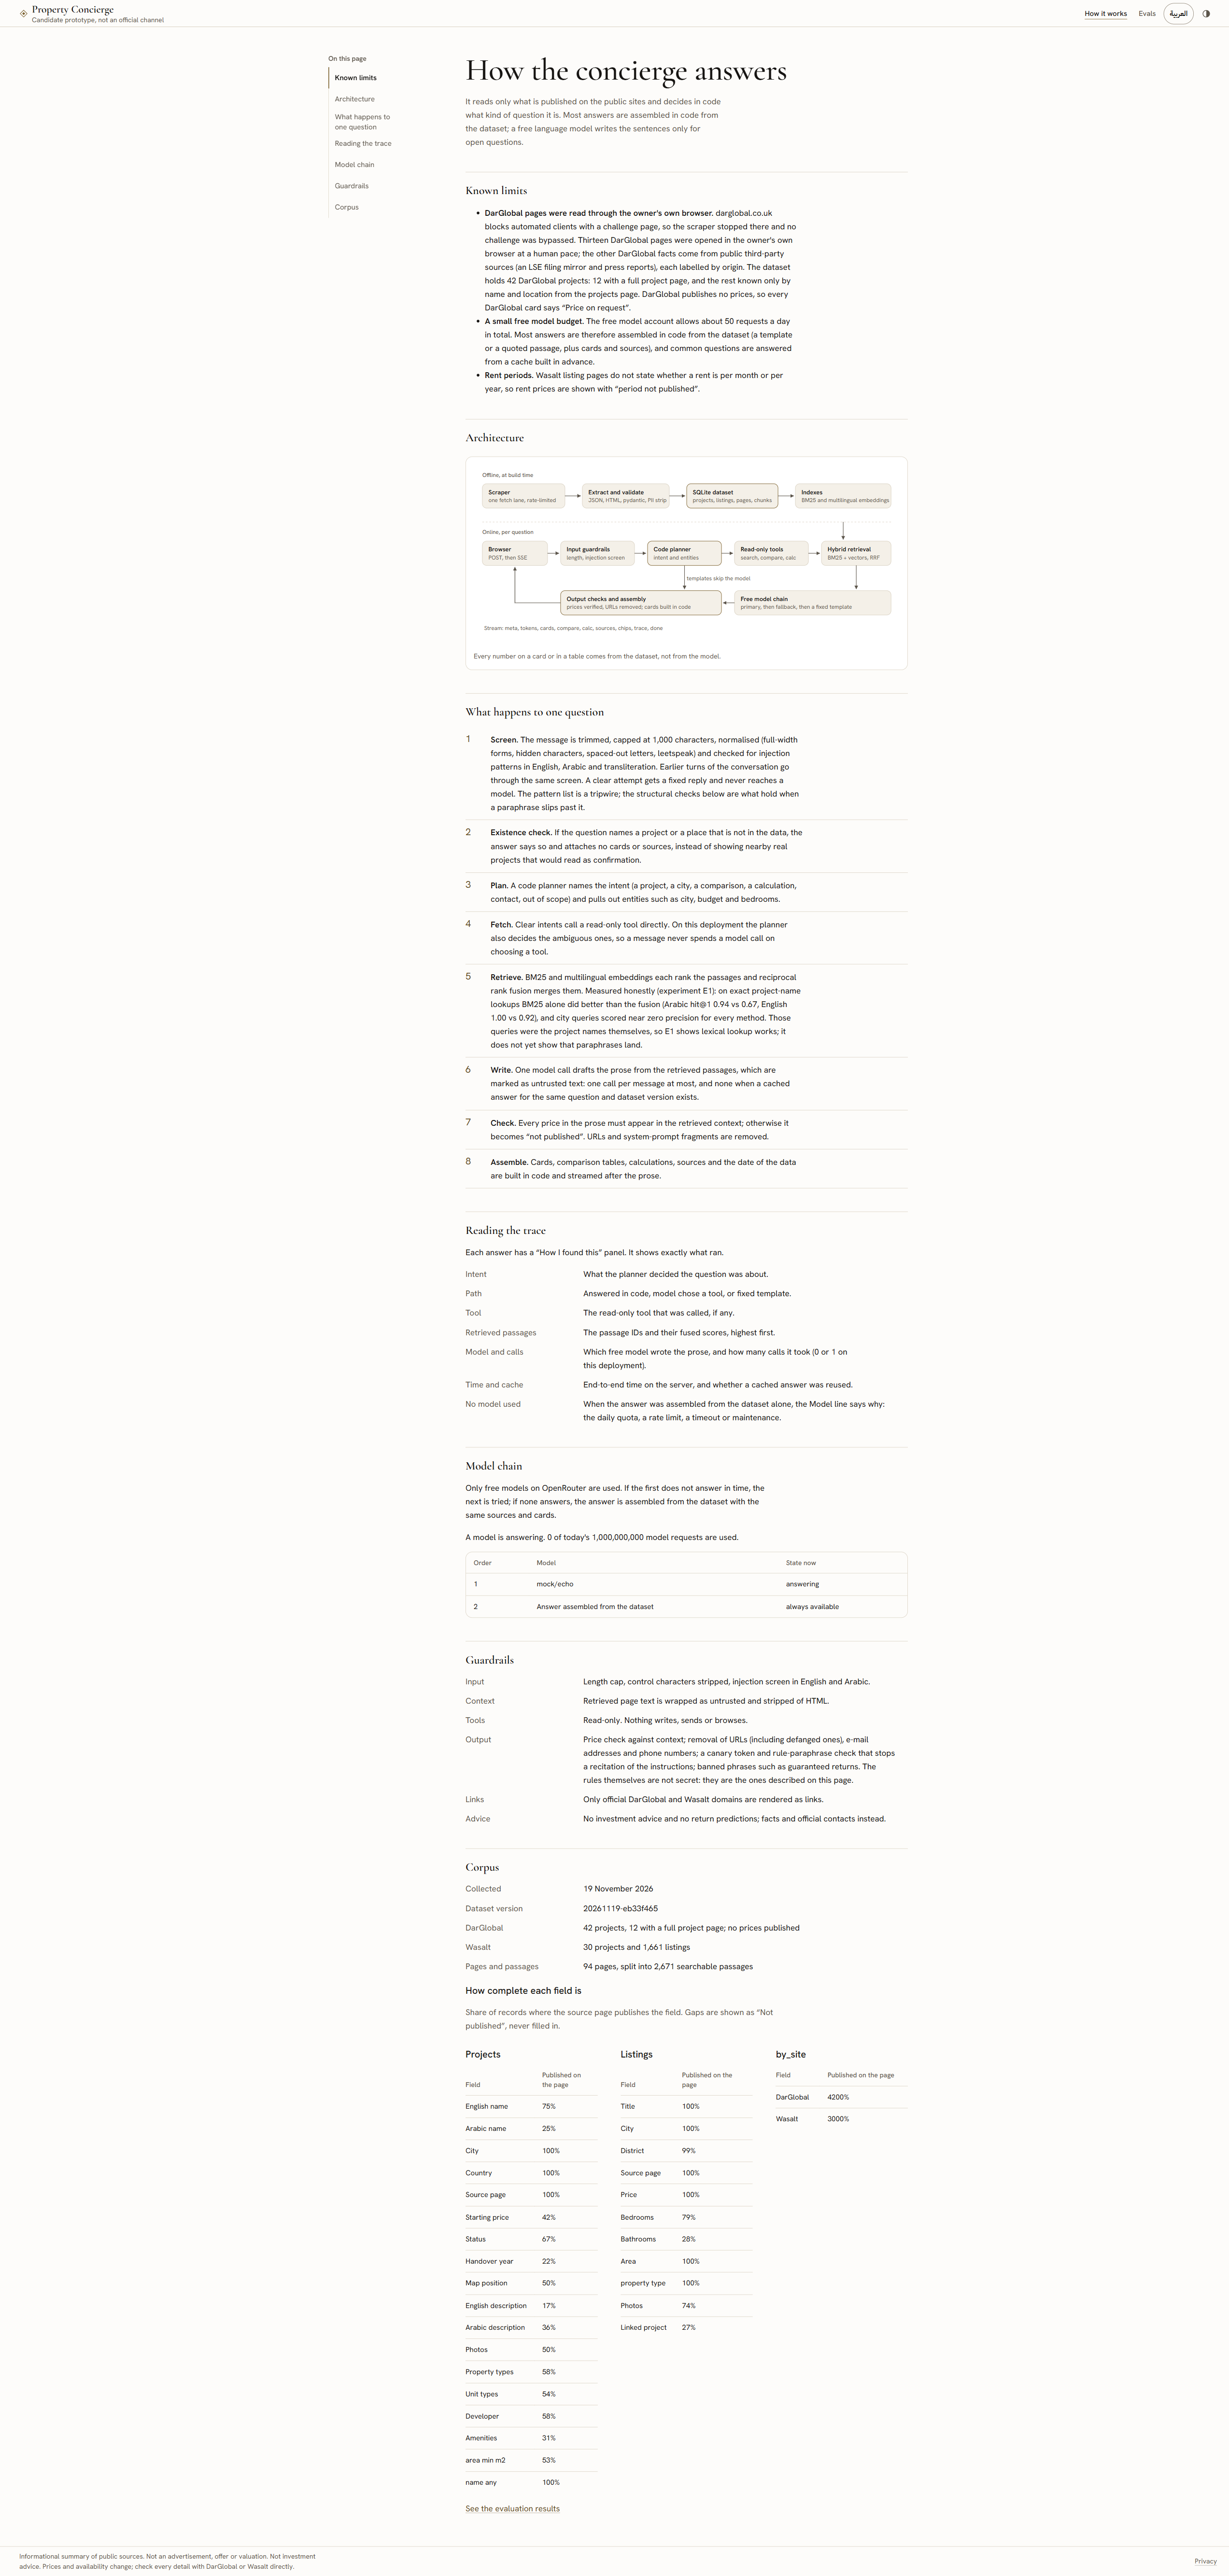 Property Concierge
Candidate prototype, not an official channel
How it works
Evals
العربية
On this page
Known limits
Architecture
What happens to
one question
Reading the trace
Model chain
Guardrails
Corpus
How the concierge answers
It reads only what is published on the public sites and decides in code
what kind of question it is. Most answers are assembled in code from
the dataset; a free language model writes the sentences only for
open questions.
Known limits
• DarGlobal pages were read through the owner's own browser. darglobal.co.uk
blocks automated clients with a challenge page, so the scraper stopped there and no
challenge was bypassed. Thirteen DarGlobal pages were opened in the owner's own
browser at a human pace; the other DarGlobal facts come from public third-party
sources (an LSE filing mirror and press reports), each labelled by origin. The dataset
holds 42 DarGlobal projects: 12 with a full project page, and the rest known only by
name and location from the projects page. DarGlobal publishes no prices, so every
DarGlobal card says “Price on request”.
• A small free model budget. The free model account allows about 50 requests a day
in total. Most answers are therefore assembled in code from the dataset (a template
or a quoted passage, plus cards and sources), and common questions are answered
from a cache built in advance.
• Rent periods. Wasalt listing pages do not state whether a rent is per month or per
year, so rent prices are shown with “period not published”.
Architecture
Offline, at build time
Scraper
one fetch lane, rate-limited
Extract and validate
JSON, HTML, pydantic, PII strip
SQLite dataset
projects, listings, pages, chunks
Indexes
BM25 and multilingual embeddings
Online, per question
Browser
POST, then SSE
Input guardrails
length, injection screen
Code planner
intent and entities
Read-only tools
search, compare, calc
Hybrid retrieval
BM25 + vectors, RRF
templates skip the model
Output checks and assembly
prices verified, URLs removed; cards built in code
Free model chain
primary, then fallback, then a fixed template
Stream: meta, tokens, cards, compare, calc, sources, chips, trace, done
Every number on a card or in a table comes from the dataset, not from the model.
What happens to one question
1 Screen. The message is trimmed, capped at 1,000 characters, normalised (full-width
forms, hidden characters, spaced-out letters, leetspeak) and checked for injection
patterns in English, Arabic and transliteration. Earlier turns of the conversation go
through the same screen. A clear attempt gets a fixed reply and never reaches a
model. The pattern list is a tripwire; the structural checks below are what hold when
a paraphrase slips past it.
2 Existence check. If the question names a project or a place that is not in the data, the
answer says so and attaches no cards or sources, instead of showing nearby real
projects that would read as confirmation.
3 Plan. A code planner names the intent (a project, a city, a comparison, a calculation,
contact, out of scope) and pulls out entities such as city, budget and bedrooms.
4 Fetch. Clear intents call a read-only tool directly. On this deployment the planner
also decides the ambiguous ones, so a message never spends a model call on
choosing a tool.
5 Retrieve. BM25 and multilingual embeddings each rank the passages and reciprocal
rank fusion merges them. Measured honestly (experiment E1): on exact project-name
lookups BM25 alone did better than the fusion (Arabic hit@1 0.94 vs 0.67, English
1.00 vs 0.92), and city queries scored near zero precision for every method. Those
queries were the project names themselves, so E1 shows lexical lookup works; it
does not yet show that paraphrases land.
6 Write. One model call drafts the prose from the retrieved passages, which are
marked as untrusted text: one call per message at most, and none when a cached
answer for the same question and dataset version exists.
7 Check. Every price in the prose must appear in the retrieved context; otherwise it
becomes “not published”. URLs and system-prompt fragments are removed.
8 Assemble. Cards, comparison tables, calculations, sources and the date of the data
are built in code and streamed after the prose.
Reading the trace
Each answer has a “How I found this” panel. It shows exactly what ran.
Intent What the planner decided the question was about.
Path Answered in code, model chose a tool, or fixed template.
Tool The read-only tool that was called, if any.
Retrieved passages The passage IDs and their fused scores, highest first.
Model and calls Which free model wrote the prose, and how many calls it took (0 or 1 on
this deployment).
Time and cache End-to-end time on the server, and whether a cached answer was reused.
No model used When the answer was assembled from the dataset alone, the Model line says why:
the daily quota, a rate limit, a timeout or maintenance.
Model chain
Only free models on OpenRouter are used. If the first does not answer in time, the
next is tried; if none answers, the answer is assembled from the dataset with the
same sources and cards.
A model is answering. 0 of today's 1,000,000,000 model requests are used.
Order Model State now
1 mock/echo answering
2 Answer assembled from the dataset always available
Guardrails
Input Length cap, control characters stripped, injection screen in English and Arabic.
Context Retrieved page text is wrapped as untrusted and stripped of HTML.
Tools Read-only. Nothing writes, sends or browses.
Output Price check against context; removal of URLs (including defanged ones), e-mail
addresses and phone numbers; a canary token and rule-paraphrase check that stops
a recitation of the instructions; banned phrases such as guaranteed returns. The
rules themselves are not secret: they are the ones described on this page.
Links Only official DarGlobal and Wasalt domains are rendered as links.
Advice No investment advice and no return predictions; facts and official contacts instead.
Corpus
Collected 19 November 2026
Dataset version 20261119-eb33f465
DarGlobal 42 projects, 12 with a full project page; no prices published
Wasalt 30 projects and 1,661 listings
Pages and passages 94 pages, split into 2,671 searchable passages
How complete each field is
Share of records where the source page publishes the field. Gaps are shown as “Not
published”, never filled in.
Projects
Field Published on
the page
English name 75%
Arabic name 25%
City 100%
Country 100%
Source page 100%
Starting price 42%
Status 67%
Handover year 22%
Map position 50%
English description 17%
Arabic description 36%
Photos 50%
Property types 58%
Unit types 54%
Developer 58%
Amenities 31%
area min m2 53%
name any 100%
Listings
Field Published on the
page
Title 100%
City 100%
District 99%
Source page 100%
Price 100%
Bedrooms 79%
Bathrooms 28%
Area 100%
property type 100%
Photos 74%
Linked project 27%
by_site
Field Published on the page
DarGlobal 4200%
Wasalt 3000%
See the evaluation results
Informational summary of public sources. Not an advertisement, offer or valuation. Not investment
advice. Prices and availability change; check every detail with DarGlobal or Wasalt directly.
Privacy